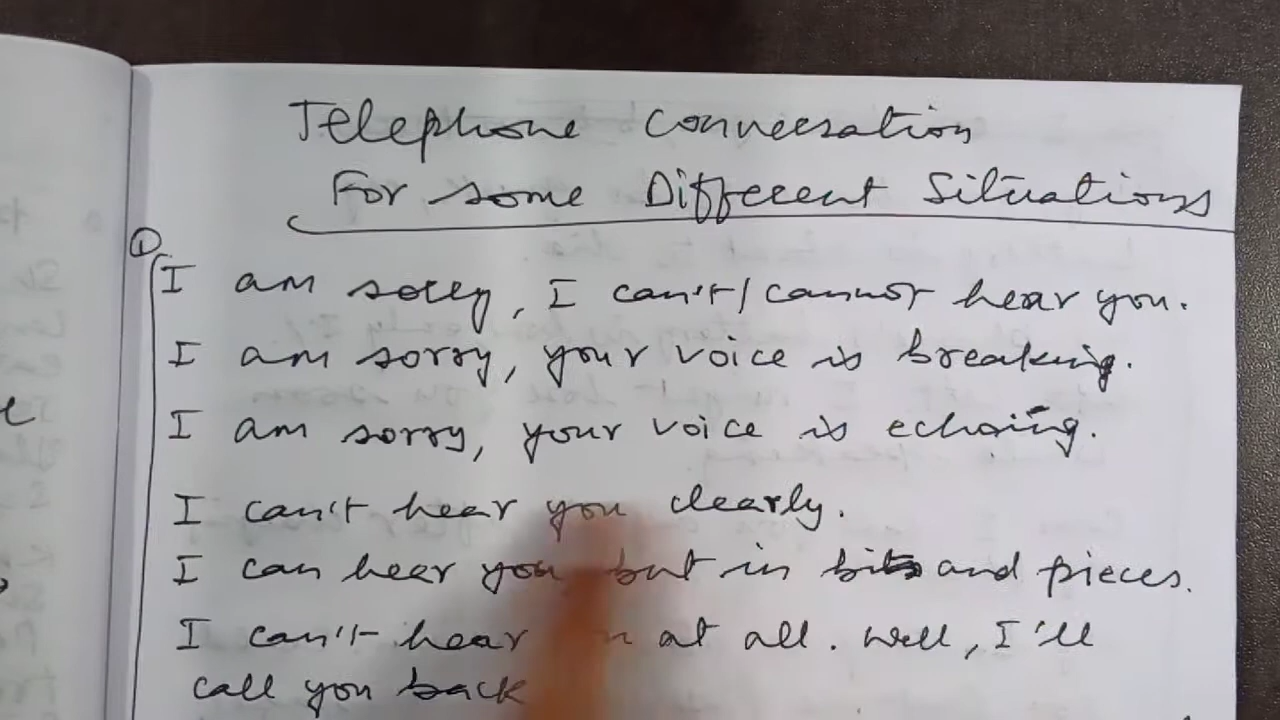 Telephone Conversation
For some Different Situations
① I am sorry, I can't/cannot hear you.
I am sorry, your voice is breaking.
I am sorry, your voice is echoing.
I can't hear you clearly.
I can hear you but in bits and pieces.
I can't hear at all. Well, I'll
call you back